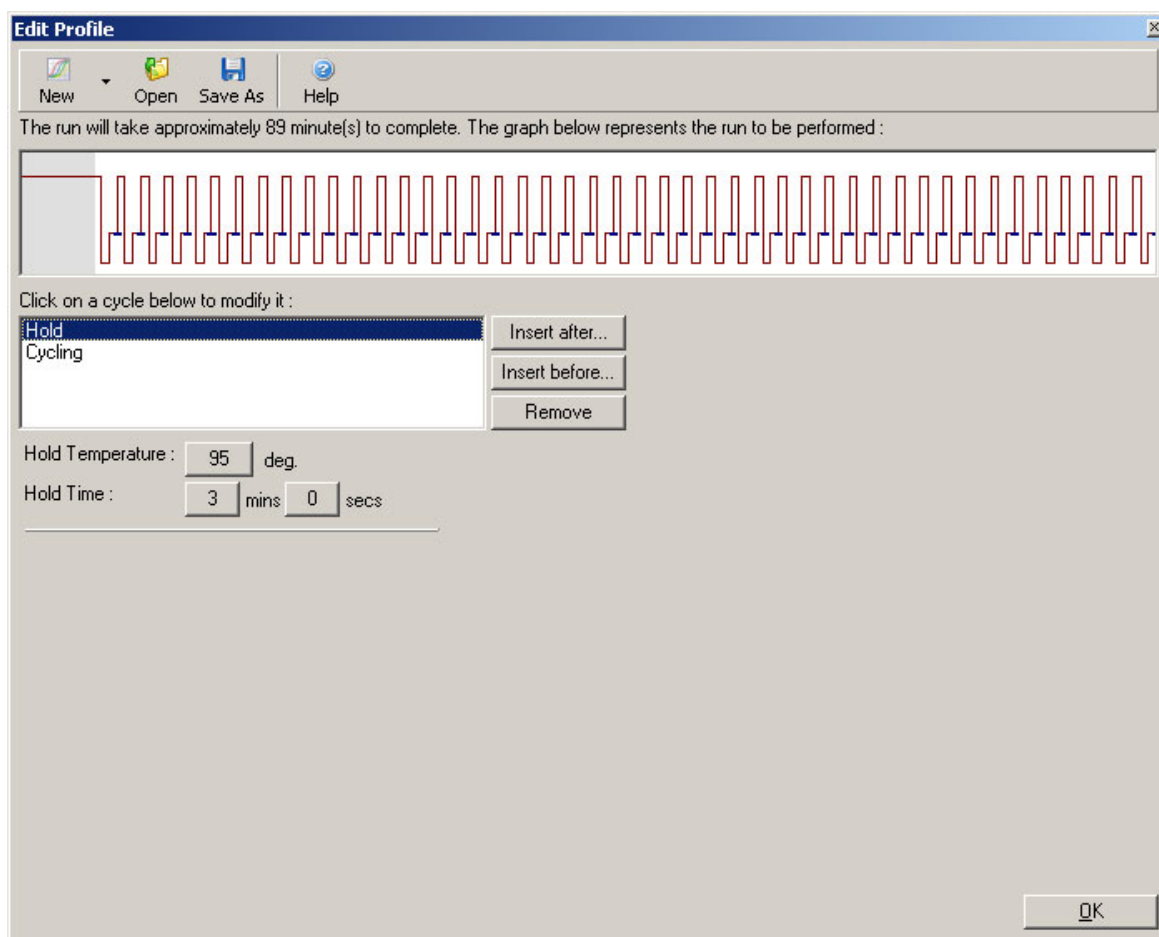 Edit Profile
New Open Save As Help
The run will take approximately 89 minute(s) to complete. The graph below represents the run to be performed :
Click on a cycle below to modify it :
Hold
Cycling
Insert after...
Insert before...
Remove
Hold Temperature : 95 deg.
Hold Time : 3 mins 0 secs
OK